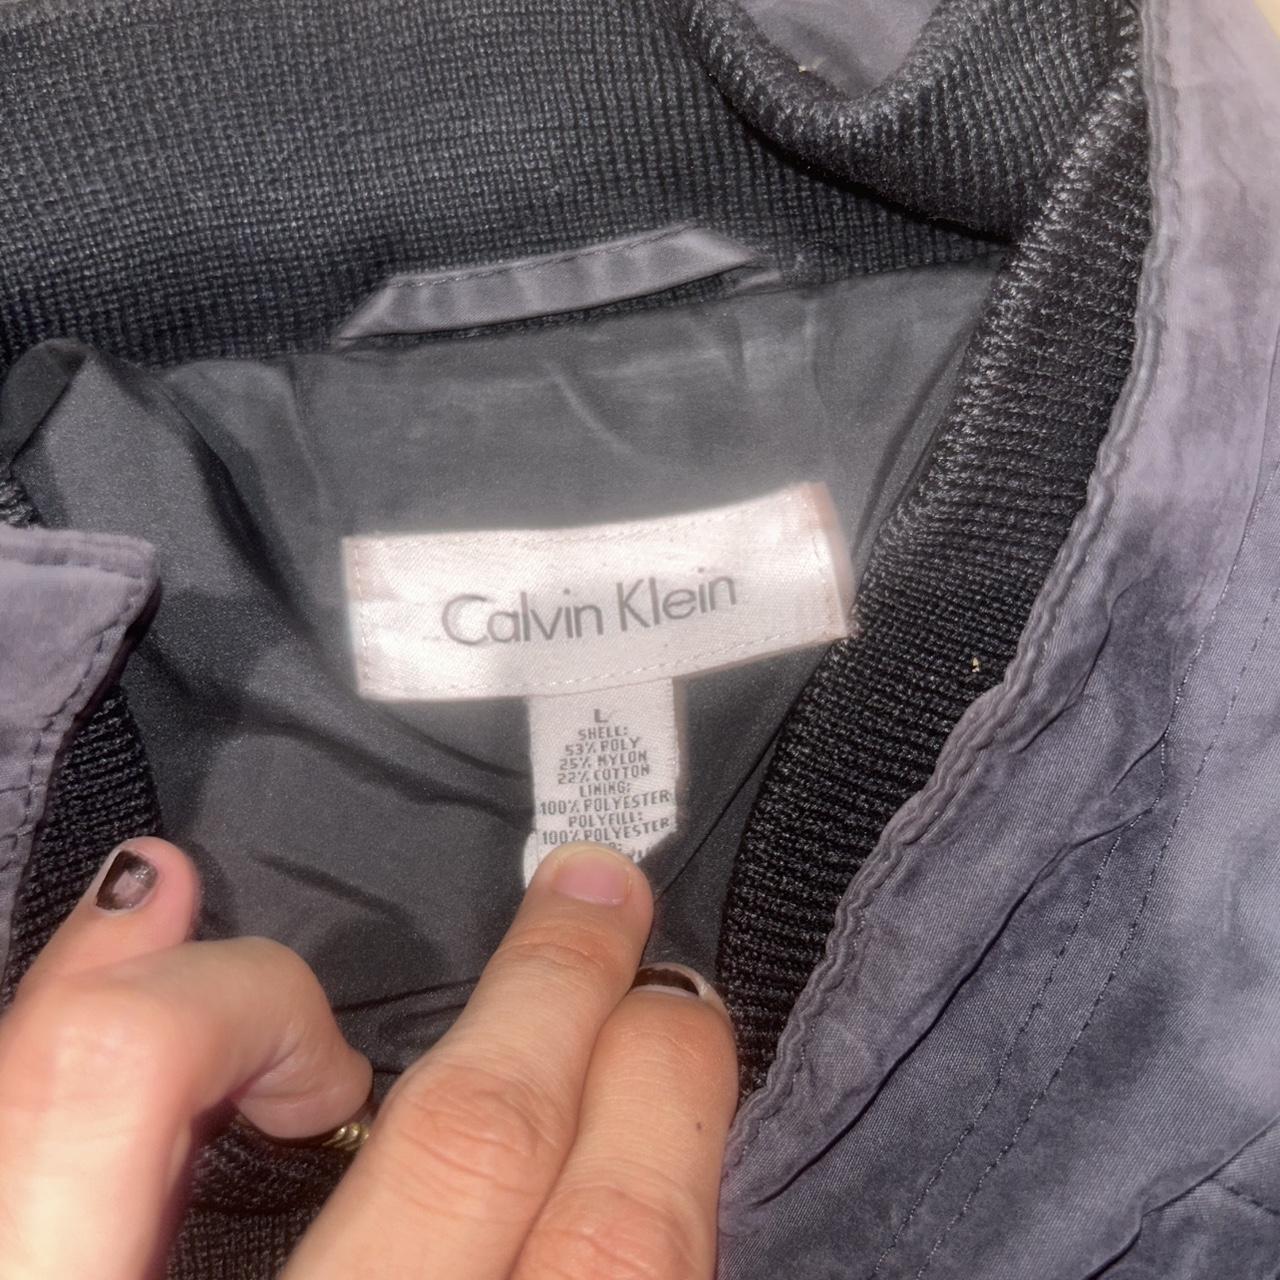 Calvin Klein
L
SHELL:
53% POLY
25% NYLON
22% COTTON
LINING:
100% POLYESTER
POLYFILL:
100% POLYESTER